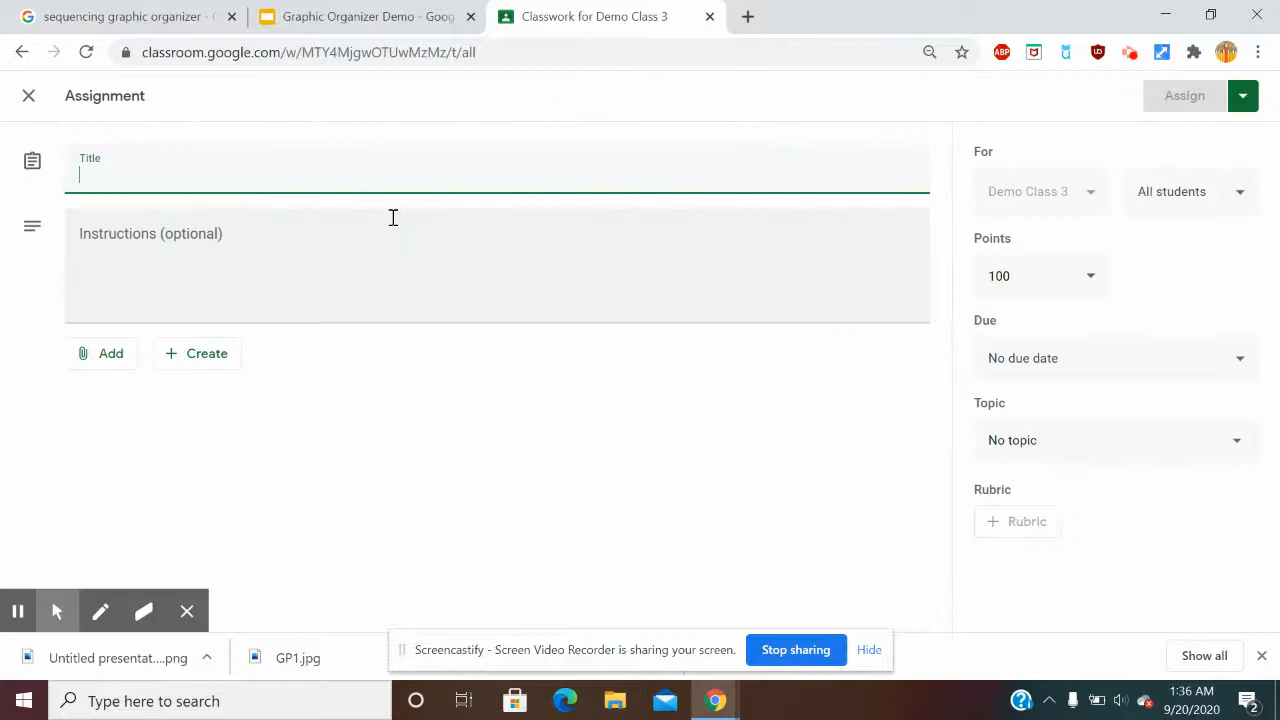 sequencing graphic organizer - G
Graphic Organizer Demo - Goog
Classwork for Demo Class 3
classroom.google.com/w/MTY4MjgwOTUwMzMz/t/all
ABP
Assignment
Assign
Title
Instructions (optional)
Add
Create
For
Demo Class 3
All students
Points
100
Due
No due date
Topic
No topic
Rubric
Rubric
Untitled presentat....png
GP1.jpg
Screencastify - Screen Video Recorder is sharing your screen.
Stop sharing
Hide
Show all
Type here to search
1:36 AM
9/20/2020
2